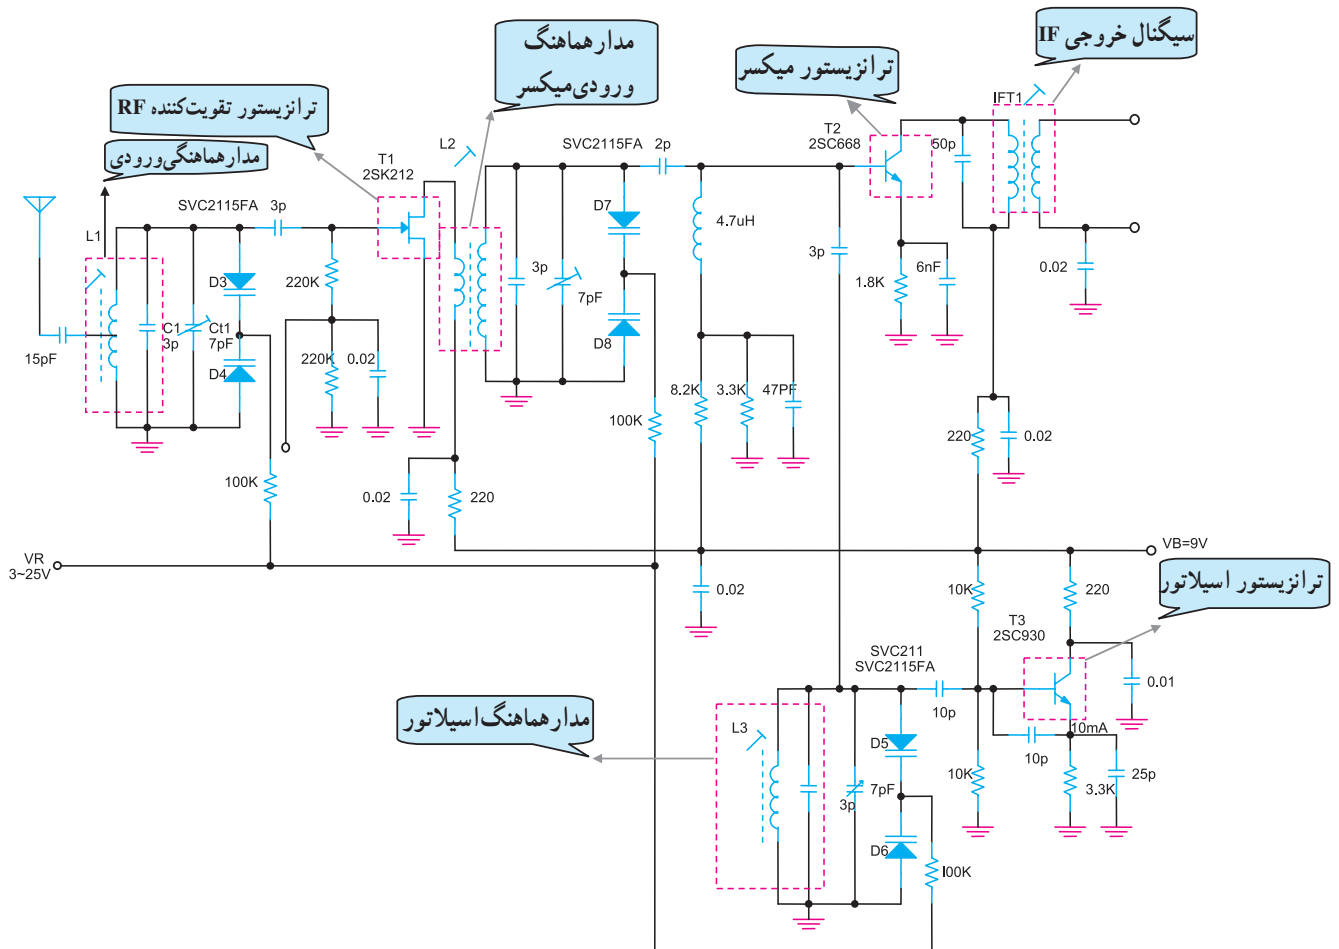 مدار هماهنگ
ورودی میکسر
سیگنال خروجی IF
ترانزیستور میکسر
ترانزیستور تقویت‌کننده RF
مدار هماهنگی ورودی
IFT1
T2
2SC668
50p
L2
SVC2115FA
2p
T1
2SK212
SVC2115FA
3p
L1
D7
4.7uH
3p
6nF
1.8K
0.02
D3
220K
3p
7pF
C1
3p
Ct1
7pF
D8
15pF
D4
220K
0.02
8.2K
3.3K
47PF
100K
220
0.02
100K
0.02
220
VR
3~25V
VB=9V
0.02
10K
220
ترانزیستور اسیلاتور
T3
2SC930
SVC211
SVC2115FA
0.01
10p
مدار هماهنگ اسیلاتور
L3
10mA
D5
10p
10K
25p
7pF
3p
3.3K
D6
I00K